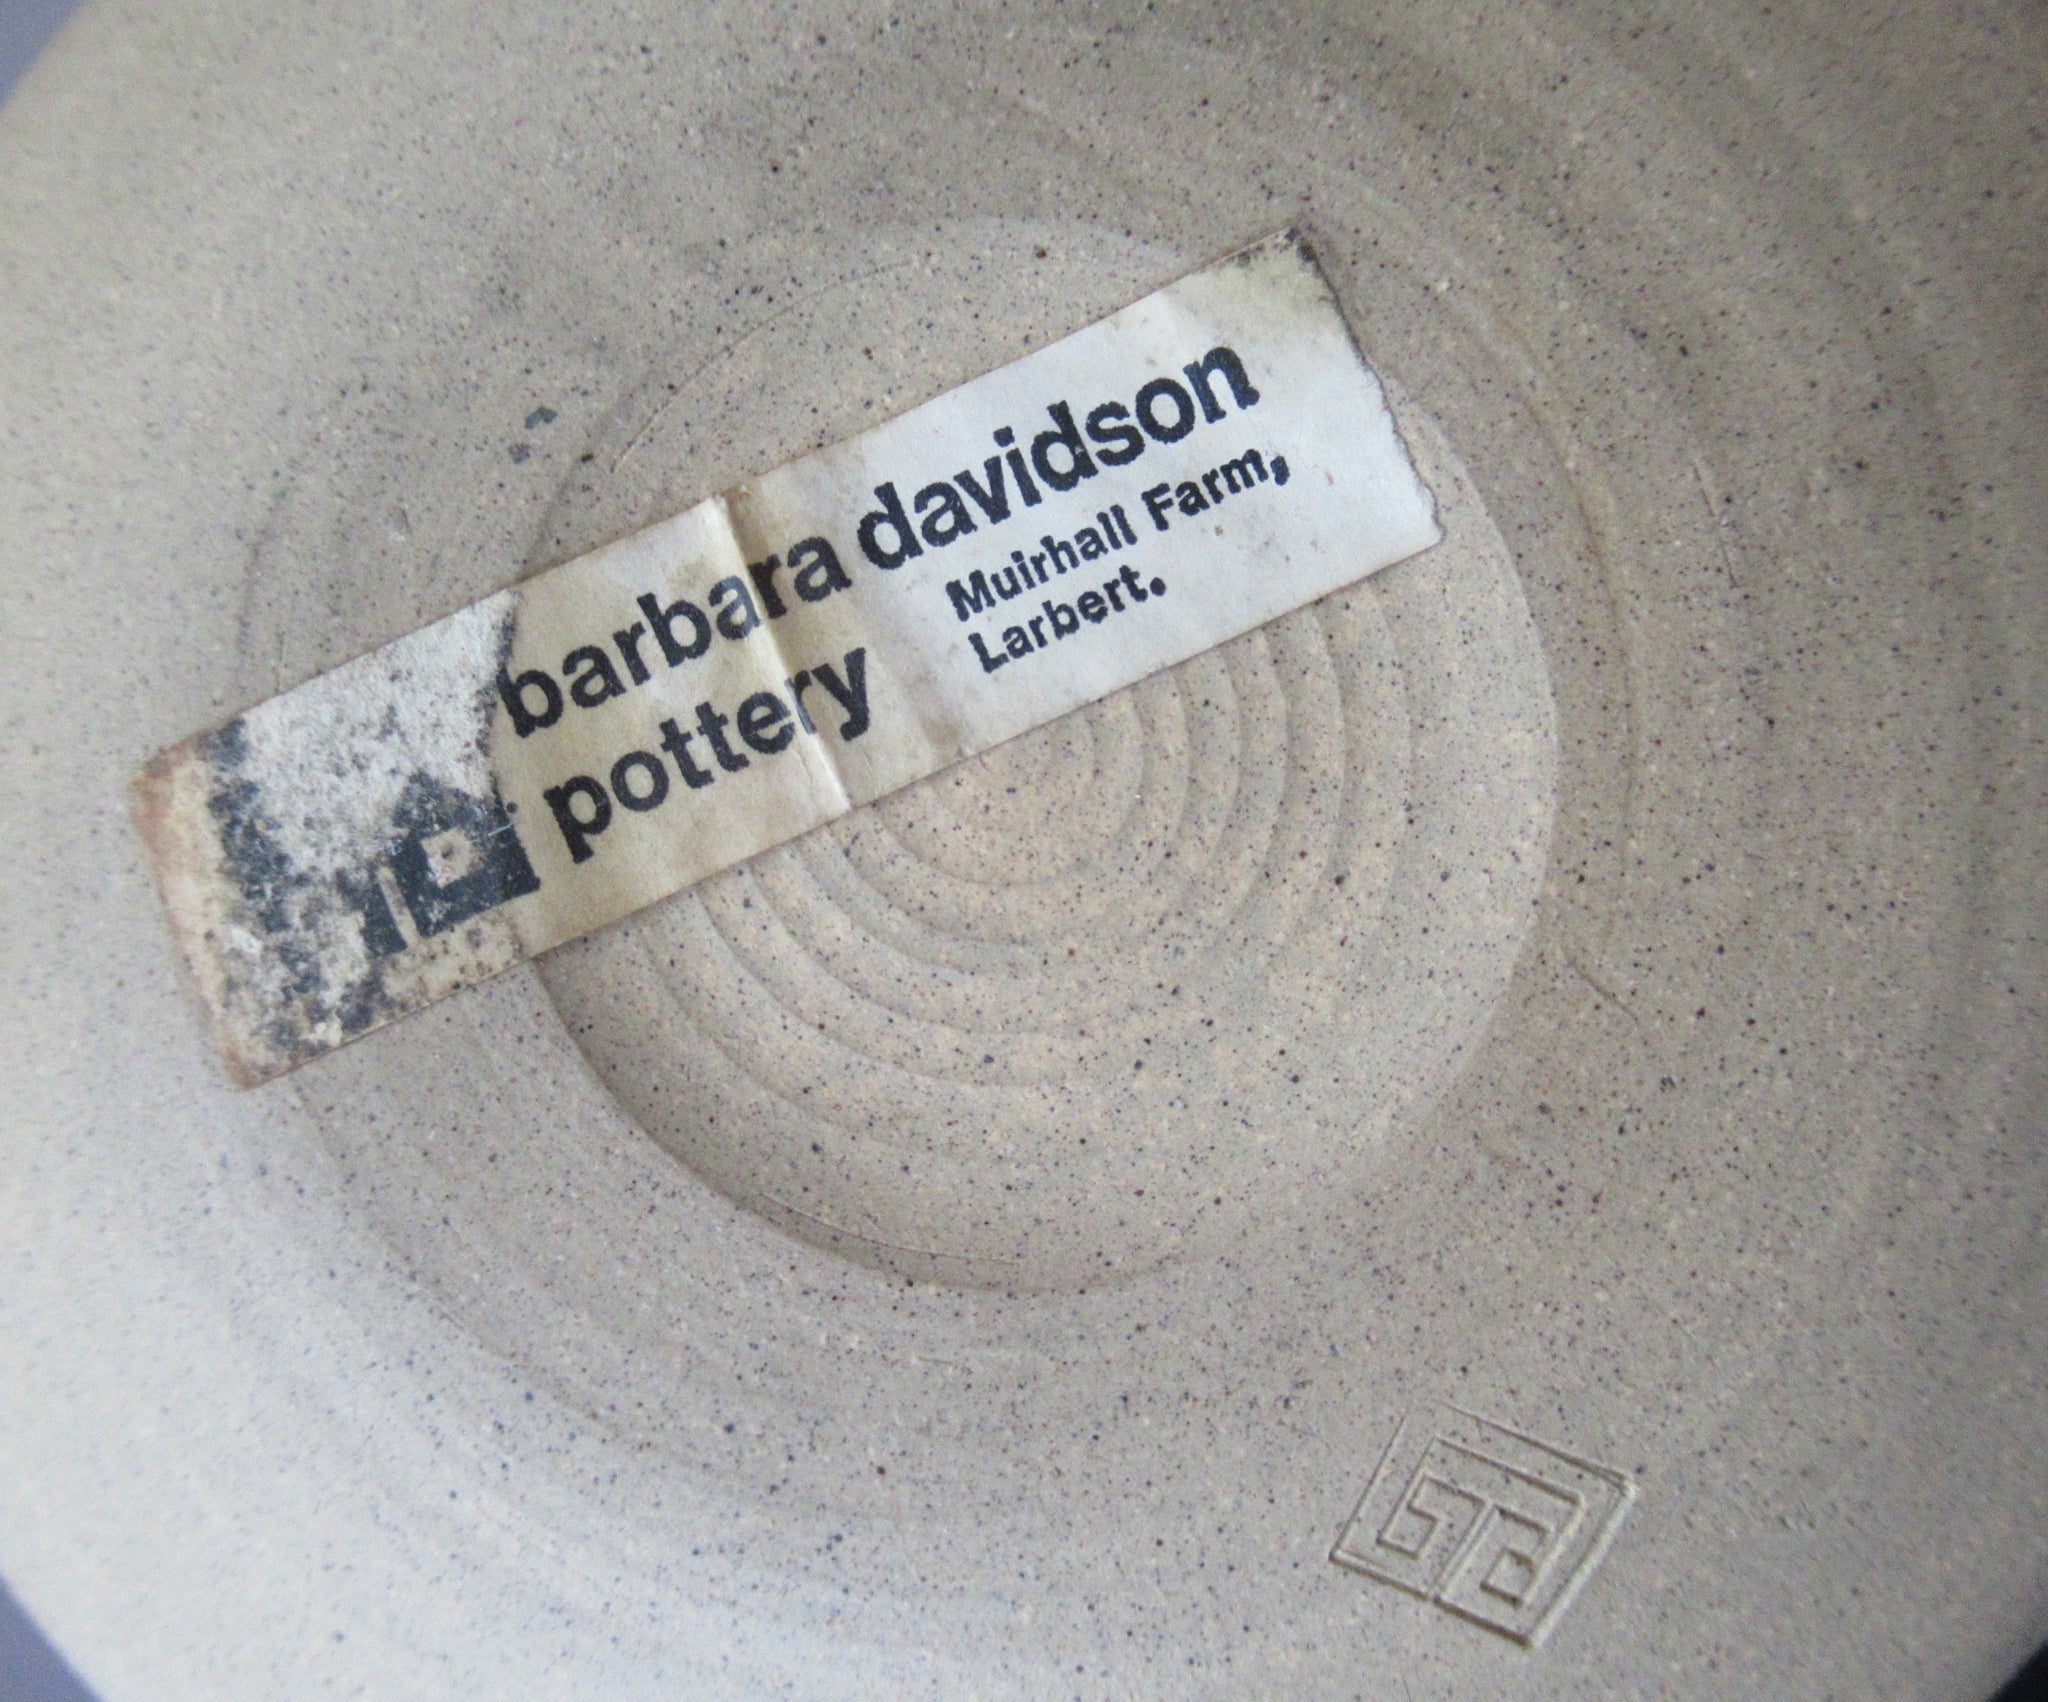 barbara davidson
pottery
Muirhall Farm,
Larbert.